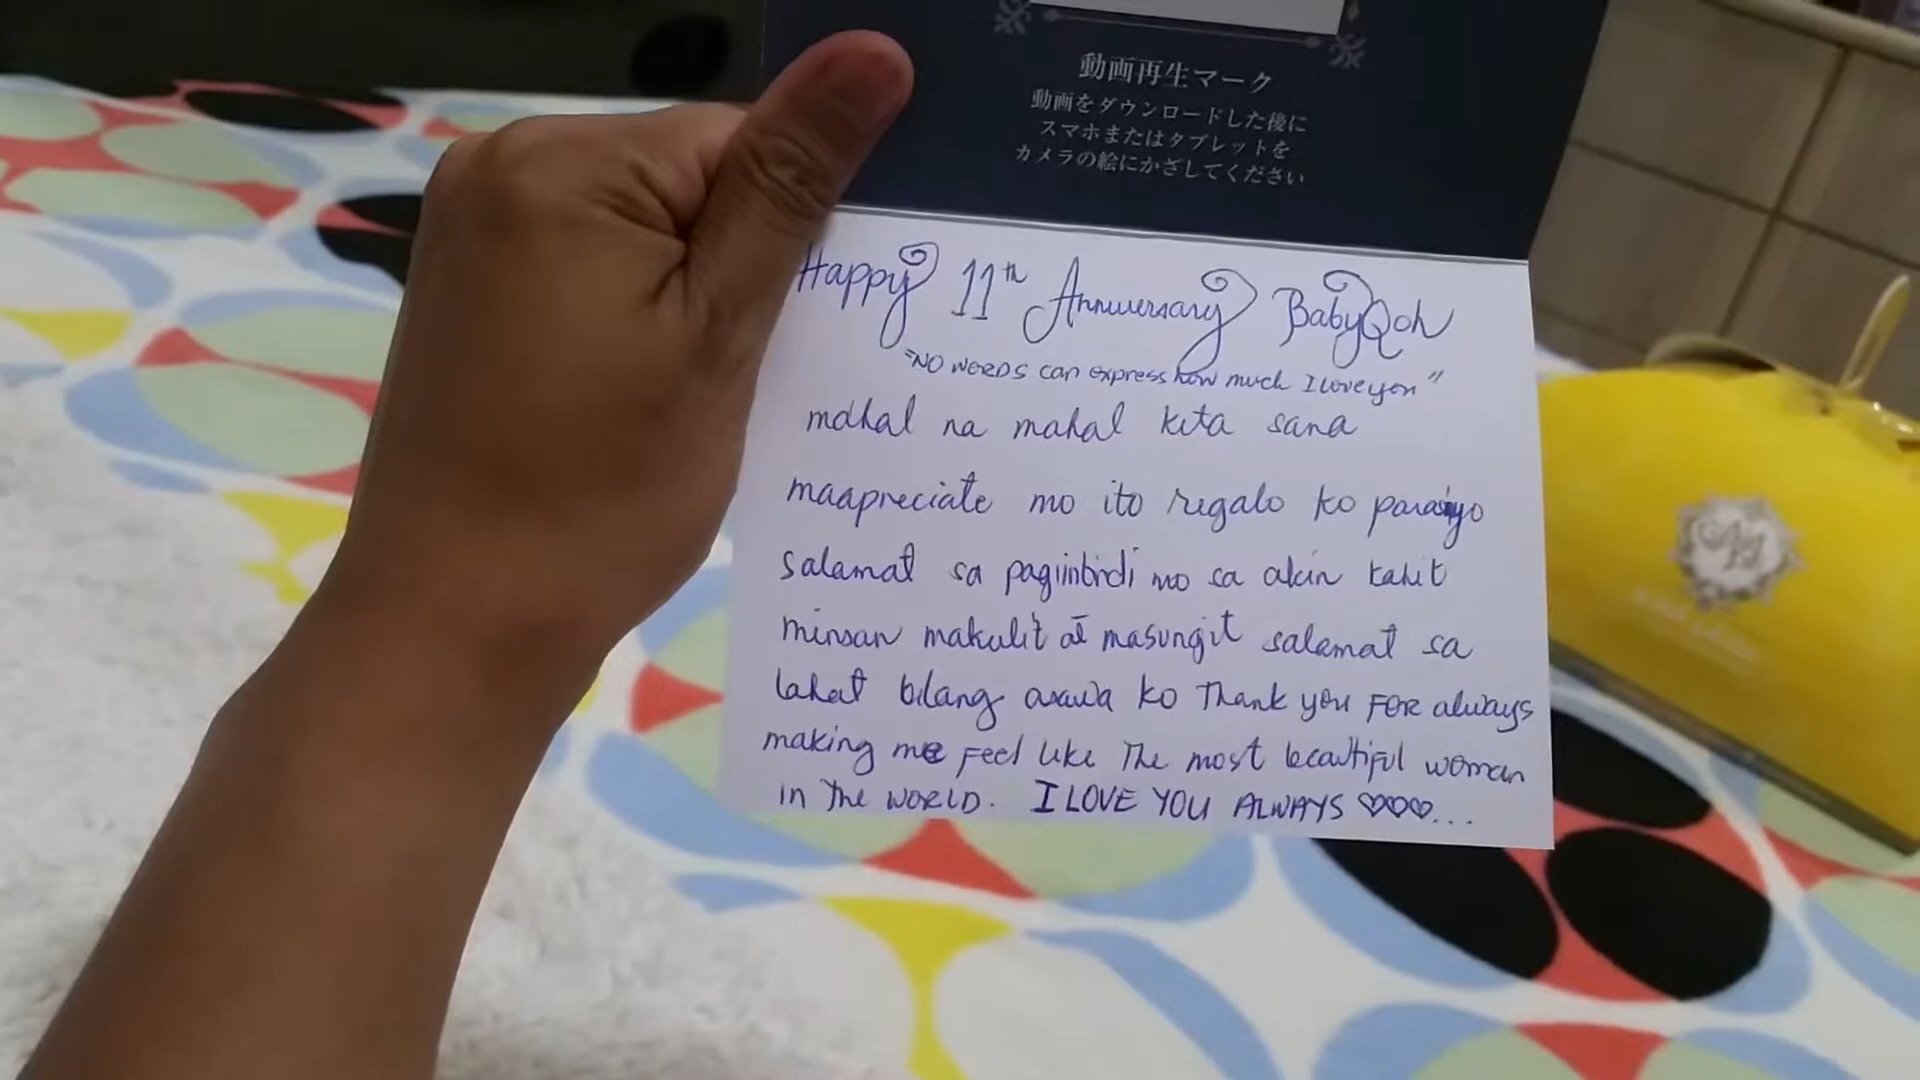 動画再生マーク
動画をダウンロードした後に
スマホまたはタブレットを
カメラの絵にかざしてください
Happy 11th Anniversary BabyQoh
"NO WORDS can express how much I love you"
mahal na mahal kita sana
maapreciate mo ito regalo ko parasiyo
salamat sa pagiintindi mo sa akin kahit
minsan makulit at masungit salamat sa
lahat bilang asawa ko Thank you FOR always
making me feel like The most beautiful woman
in The WORLD. I LOVE YOU ALWAYS ♡♡♡...